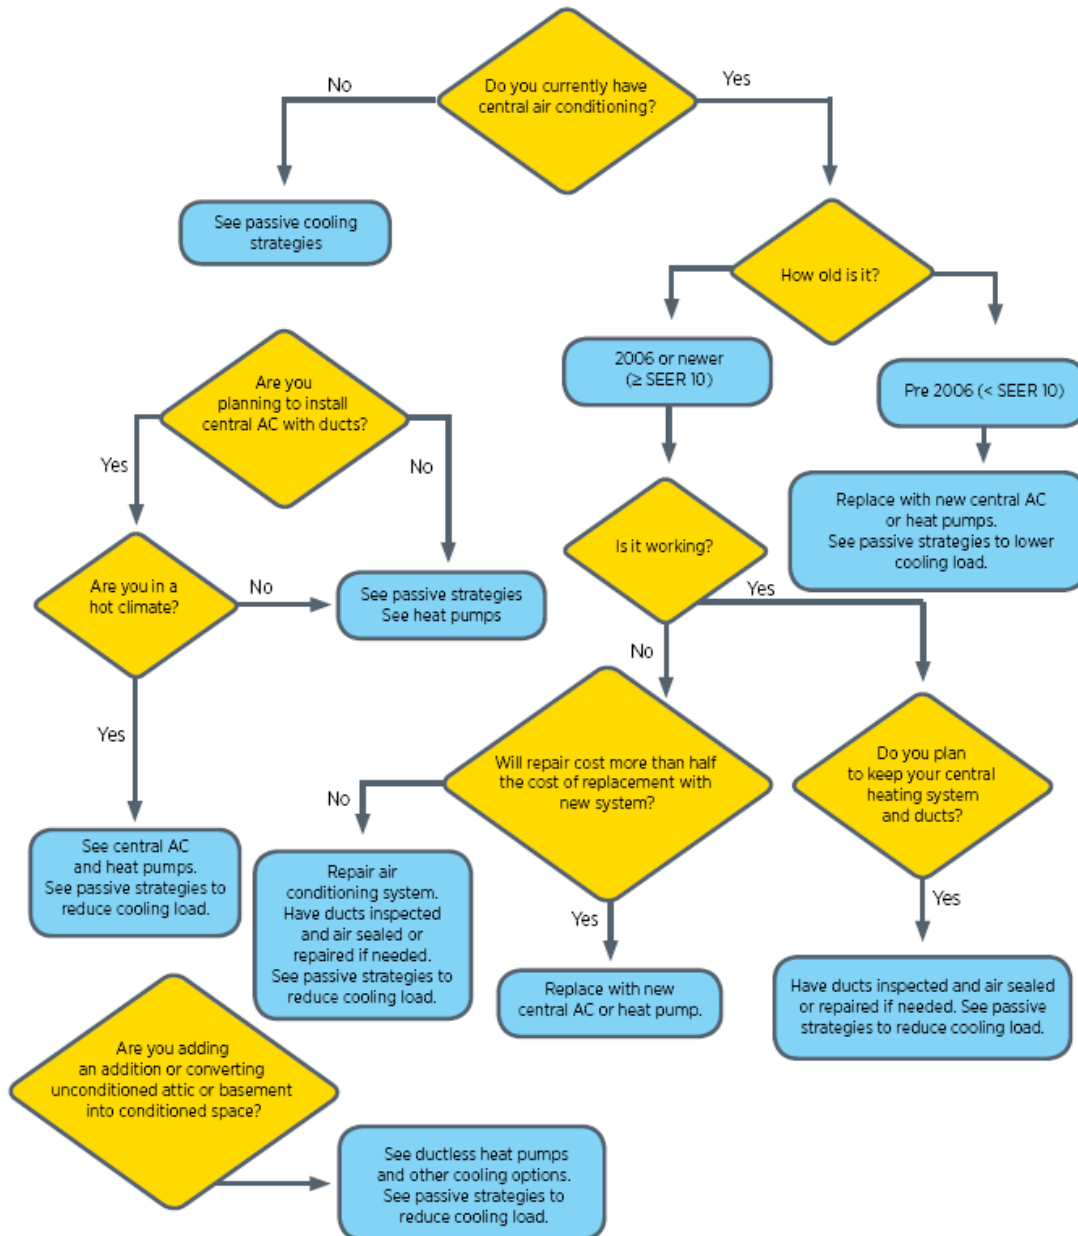 Do you currently have
central air conditioning?
No
Yes
See passive cooling
strategies
How old is it?
2006 or newer
(≥ SEER 10)
Pre 2006 (< SEER 10)
Are you
planning to install
central AC with ducts?
Yes
No
Replace with new central AC
or heat pumps.
See passive strategies to lower
cooling load.
Is it working?
Are you in a
hot climate?
No
See passive strategies
See heat pumps
Yes
No
Yes
Will repair cost more than half
the cost of replacement with
new system?
Do you plan
to keep your central
heating system
and ducts?
No
See central AC
and heat pumps.
See passive strategies to
reduce cooling load.
Repair air
conditioning system.
Have ducts inspected
and air sealed or
repaired if needed.
See passive strategies to
reduce cooling load.
Yes
Yes
Replace with new
central AC or heat pump.
Have ducts inspected and air sealed
or repaired if needed. See passive
strategies to reduce cooling load.
Are you adding
an addition or converting
unconditioned attic or basement
into conditioned space?
See ductless heat pumps
and other cooling options.
See passive strategies to
reduce cooling load.